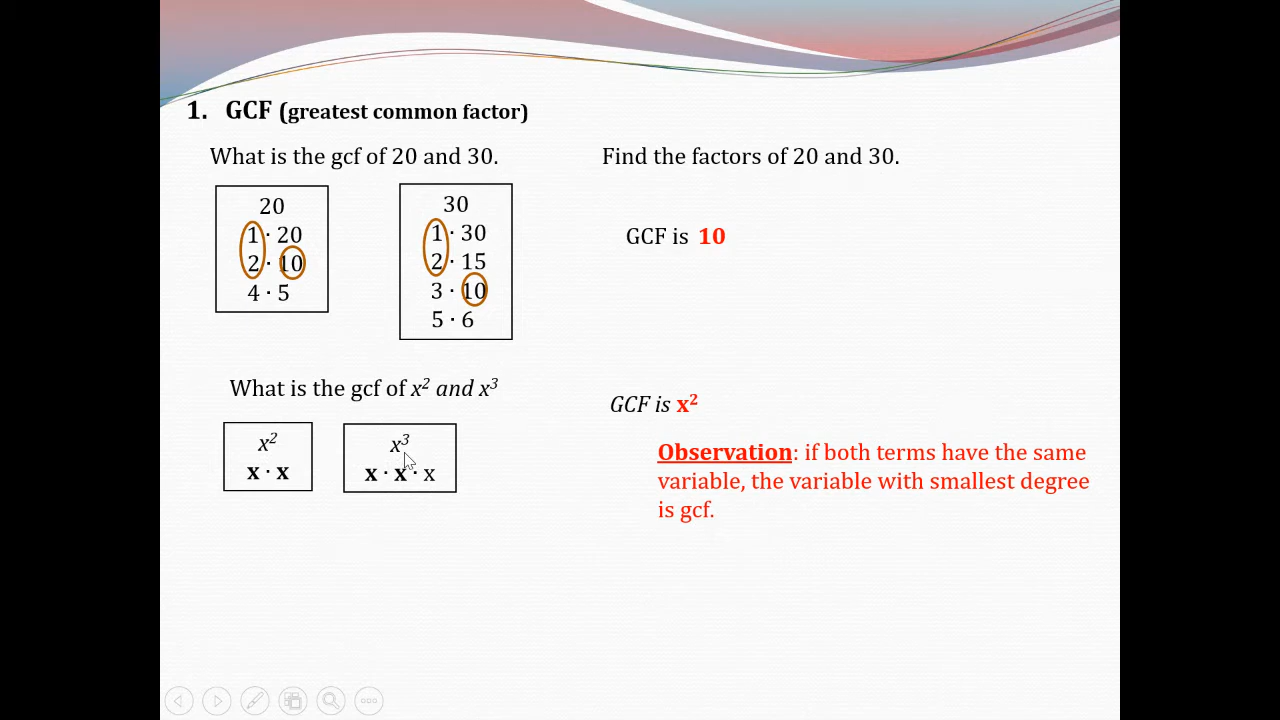 1. GCF (greatest common factor)
What is the gcf of 20 and 30.
Find the factors of 20 and 30.
20
1 · 20
2 · 10
4 · 5
30
1 · 30
2 · 15
3 · 10
5 · 6
GCF is 10
What is the gcf of x² and x³
x²
x · x
x³
x · x · x
GCF is x²
Observation: if both terms have the same
variable, the variable with smallest degree
is gcf.